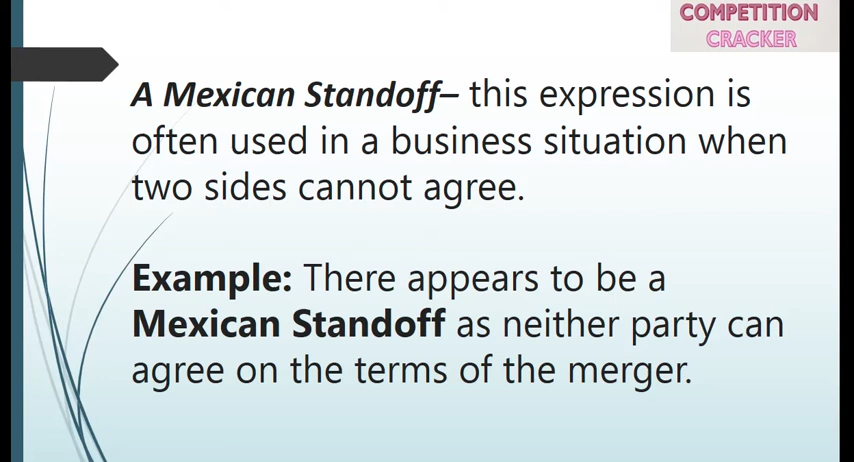 COMPETITION
CRACKER
A Mexican Standoff– this expression is
often used in a business situation when
two sides cannot agree.
Example: There appears to be a
Mexican Standoff as neither party can
agree on the terms of the merger.